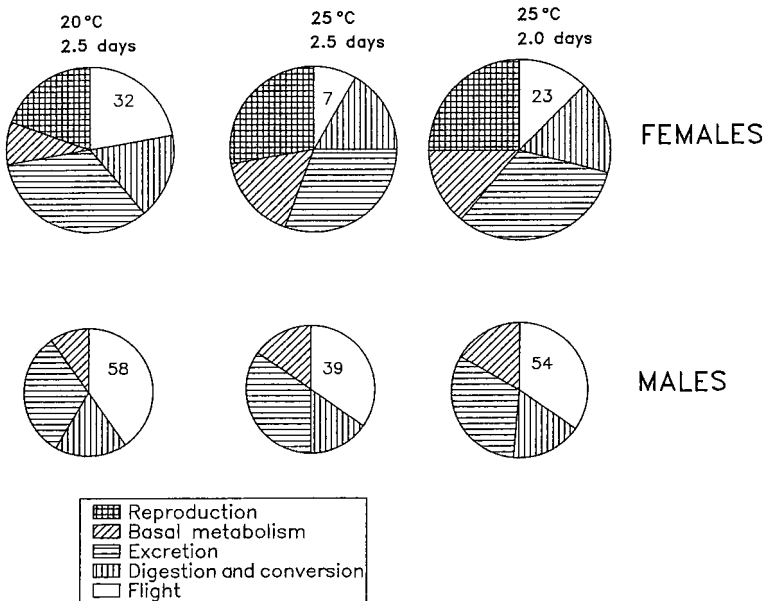 20°C
2.5 days
25°C
2.5 days
25°C
2.0 days
32
7
23
FEMALES
58
39
54
MALES
Reproduction
Basal metabolism
Excretion
Digestion and conversion
Flight